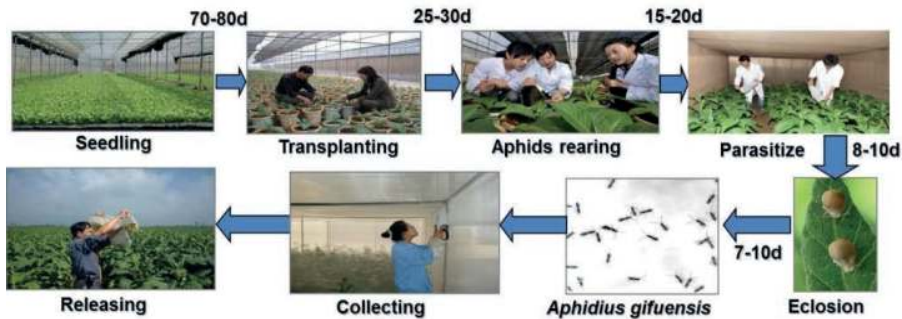 70-80d
25-30d
15-20d
Seedling
Transplanting
Aphids rearing
Parasitize
8-10d
7-10d
Releasing
Collecting
Aphidius gifuensis
Eclosion